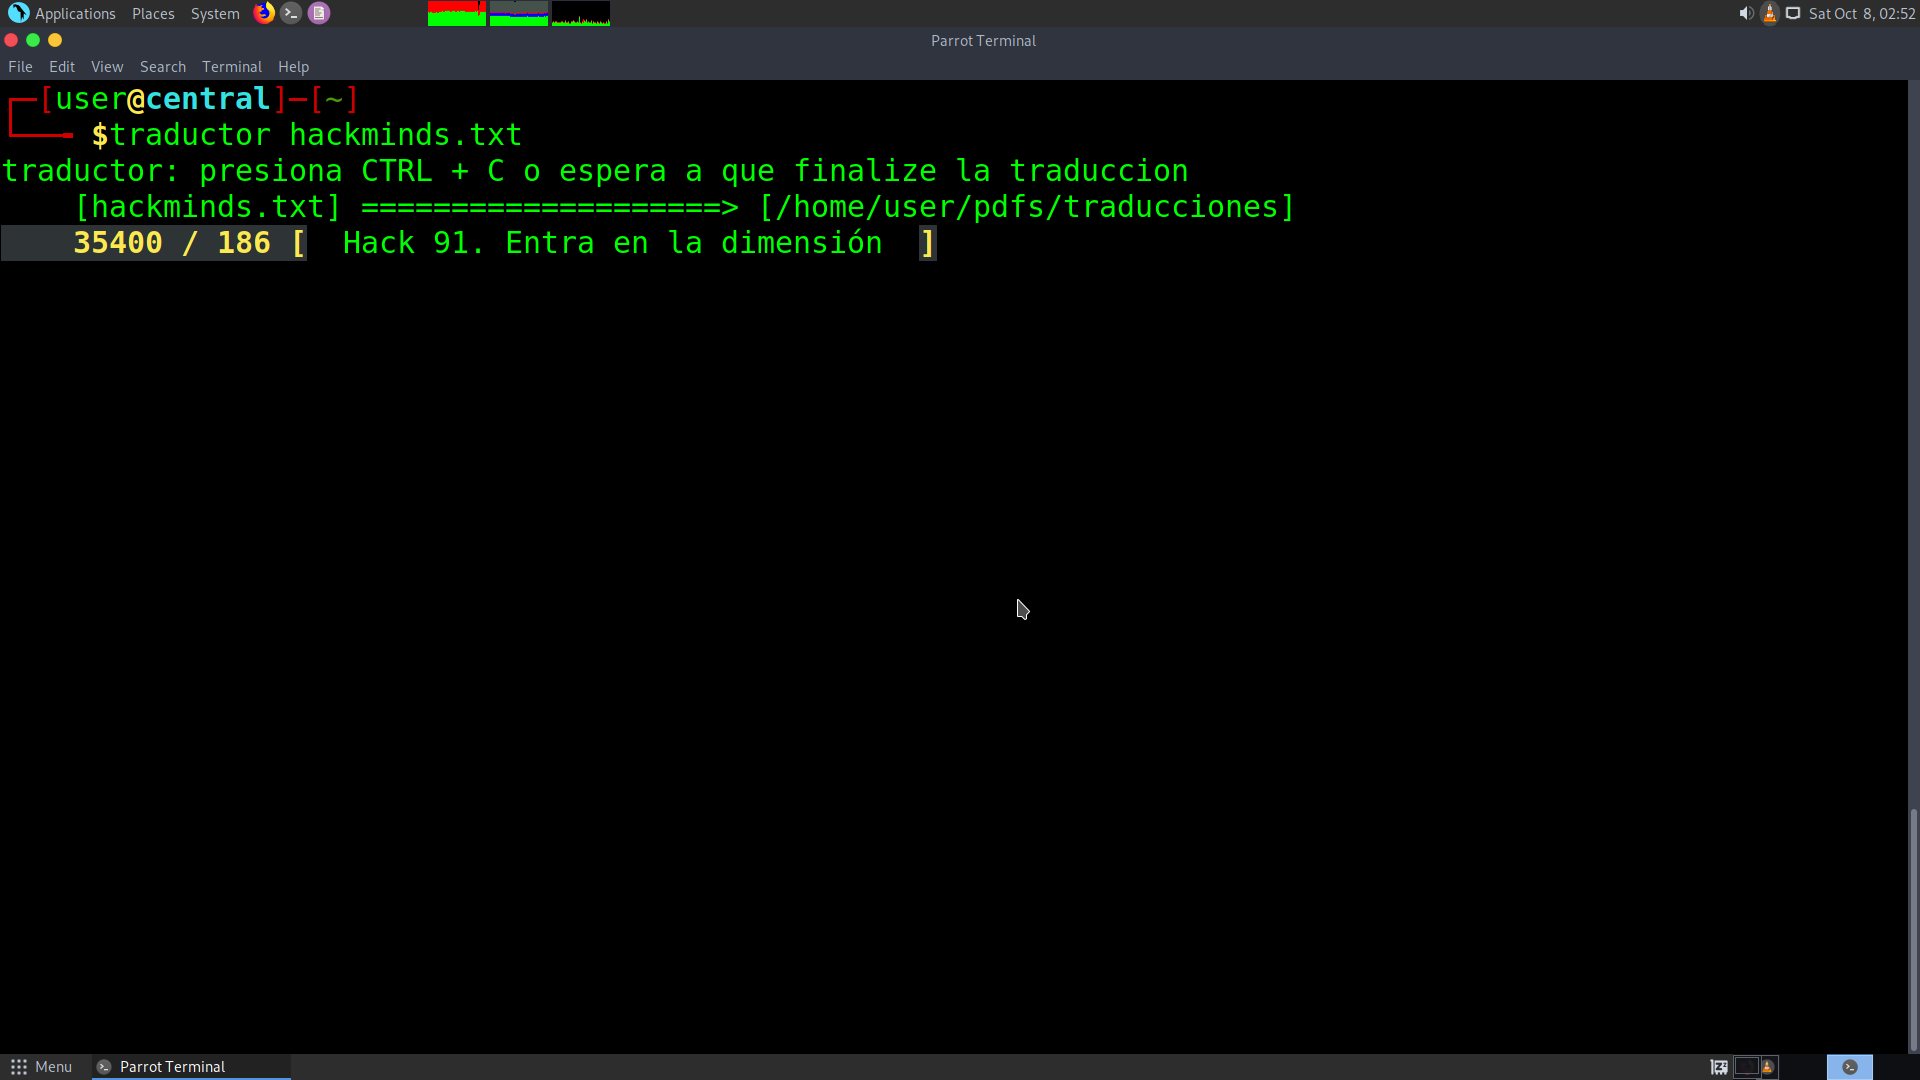 Applications Places System Sat Oct 8, 02:52
Parrot Terminal
File Edit View Search Terminal Help
[user@central]─[~]
$traductor hackminds.txt
traductor: presiona CTRL + C o espera a que finalize la traduccion
[hackminds.txt] ====================> [/home/user/pdfs/traducciones]
35400 / 186 [ Hack 91. Entra en la dimensión ]
Menu Parrot Terminal